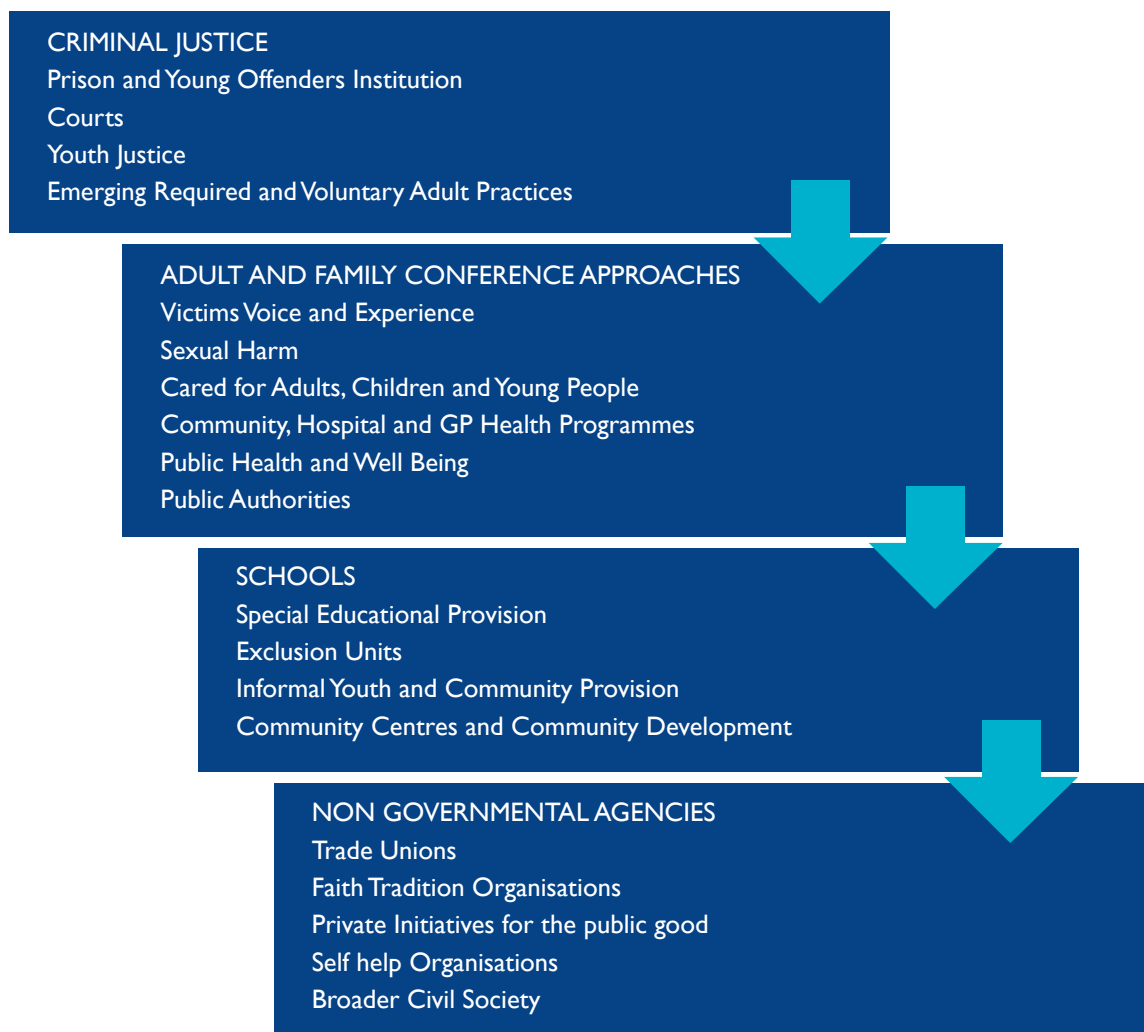 CRIMINAL JUSTICE
Prison and Young Offenders Institution
Courts
Youth Justice
Emerging Required and Voluntary Adult Practices
ADULT AND FAMILY CONFERENCE APPROACHES
Victims Voice and Experience
Sexual Harm
Cared for Adults, Children and Young People
Community, Hospital and GP Health Programmes
Public Health and Well Being
Public Authorities
SCHOOLS
Special Educational Provision
Exclusion Units
Informal Youth and Community Provision
Community Centres and Community Development
NON GOVERNMENTAL AGENCIES
Trade Unions
Faith Tradition Organisations
Private Initiatives for the public good
Self help Organisations
Broader Civil Society